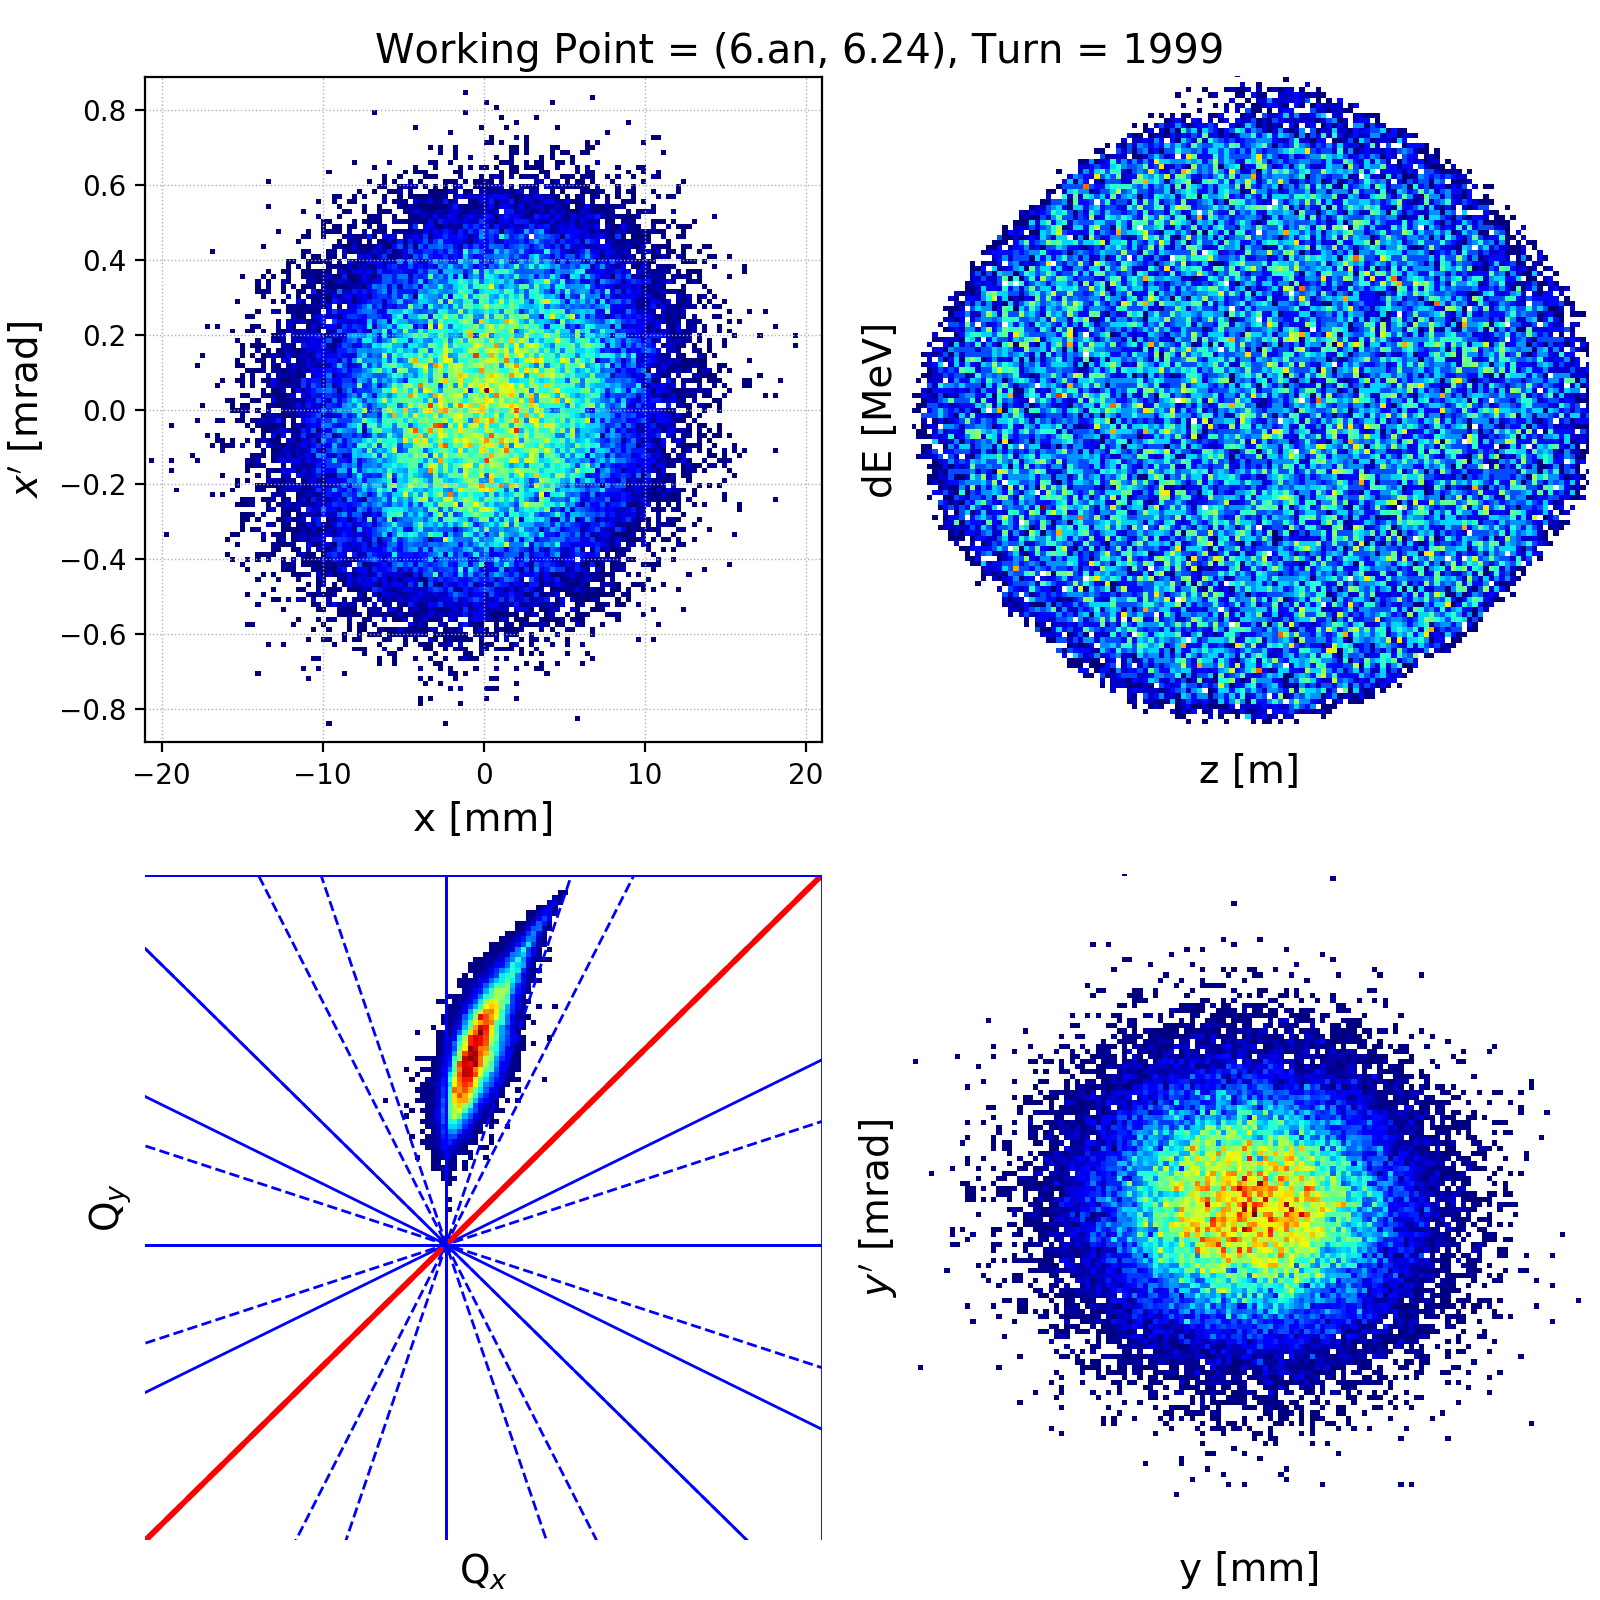 Working Point = (6.an, 6.24), Turn = 1999
0.8
0.6
0.4
0.2
0.0
−0.2
−0.4
−0.6
−0.8
x′ [mrad]
−20 −10 0 10 20
x [mm]
dE [MeV]
z [m]
Qy
Qx
y′ [mrad]
y [mm]